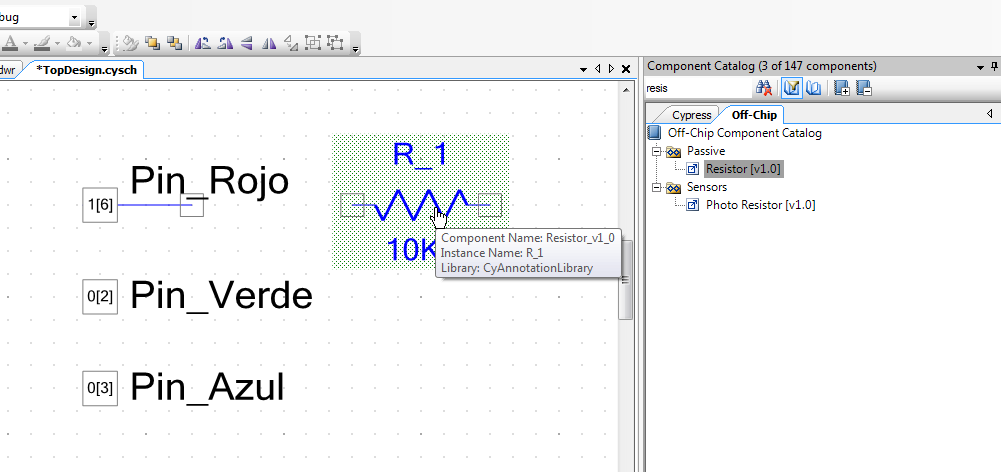 bug
dwr
*TopDesign.cysch
Component Catalog (3 of 147 components)
resis
Cypress
Off-Chip
Off-Chip Component Catalog
Passive
Resistor [v1.0]
Sensors
Photo Resistor [v1.0]
Pin_Rojo
1[6]
R_1
10K
Component Name: Resistor_v1_0
Instance Name: R_1
Library: CyAnnotationLibrary
0[2]
Pin_Verde
0[3]
Pin_Azul